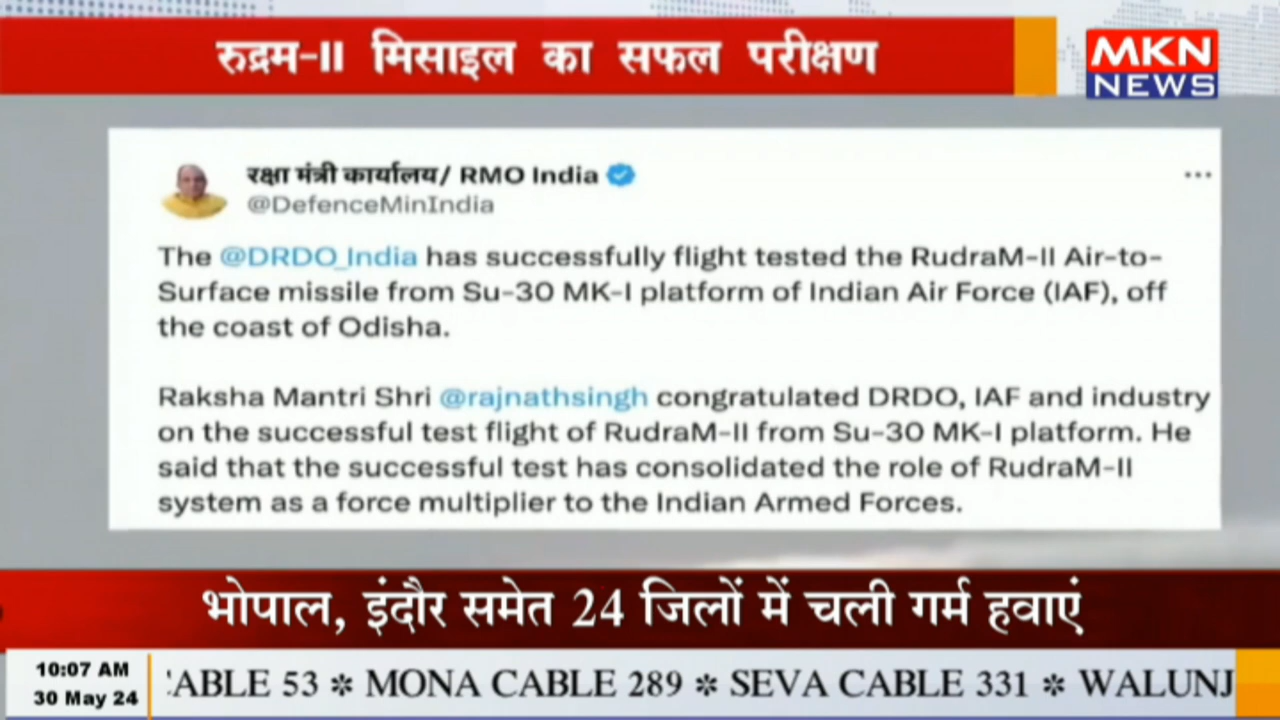 रुद्रम-II मिसाइल का सफल परीक्षण
MKN
NEWS
रक्षा मंत्री कार्यालय/ RMO India
@DefenceMinIndia
The @DRDO_India has successfully flight tested the RudraM-II Air-to-
Surface missile from Su-30 MK-I platform of Indian Air Force (IAF), off
the coast of Odisha.
Raksha Mantri Shri @rajnathsingh congratulated DRDO, IAF and industry
on the successful test flight of RudraM-II from Su-30 MK-I platform. He
said that the successful test has consolidated the role of RudraM-II
system as a force multiplier to the Indian Armed Forces.
भोपाल, इंदौर समेत 24 जिलों में चली गर्म हवाएं
10:07 AM
30 May 24
ABLE 53 * MONA CABLE 289 * SEVA CABLE 331 * WALUNJ